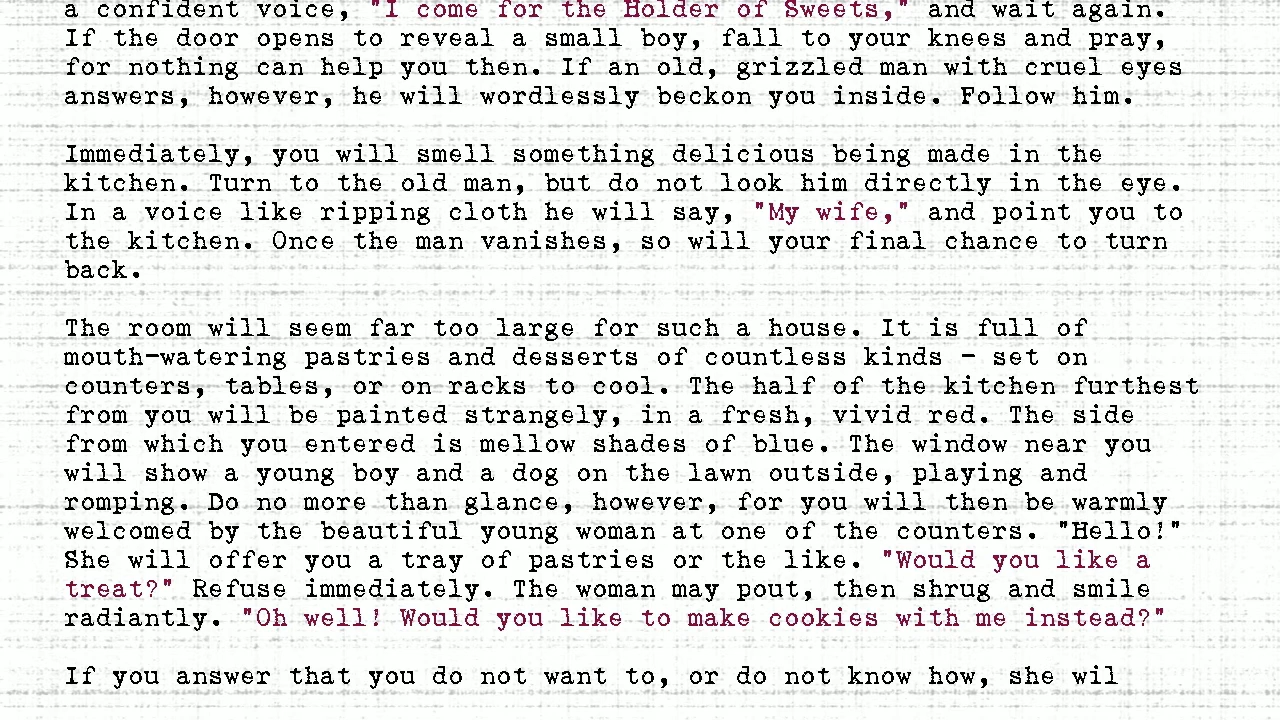 a confident voice, "I come for the Holder of Sweets," and wait again.
If the door opens to reveal a small boy, fall to your knees and pray,
for nothing can help you then. If an old, grizzled man with cruel eyes
answers, however, he will wordlessly beckon you inside. Follow him.

Immediately, you will smell something delicious being made in the
kitchen. Turn to the old man, but do not look him directly in the eye.
In a voice like ripping cloth he will say, "My wife," and point you to
the kitchen. Once the man vanishes, so will your final chance to turn
back.

The room will seem far too large for such a house. It is full of
mouth-watering pastries and desserts of countless kinds - set on
counters, tables, or on racks to cool. The half of the kitchen furthest
from you will be painted strangely, in a fresh, vivid red. The side
from which you entered is mellow shades of blue. The window near you
will show a young boy and a dog on the lawn outside, playing and
romping. Do no more than glance, however, for you will then be warmly
welcomed by the beautiful young woman at one of the counters. "Hello!"
She will offer you a tray of pastries or the like. "Would you like a
treat?" Refuse immediately. The woman may pout, then shrug and smile
radiantly. "Oh well! Would you like to make cookies with me instead?"

If you answer that you do not want to, or do not know how, she wil